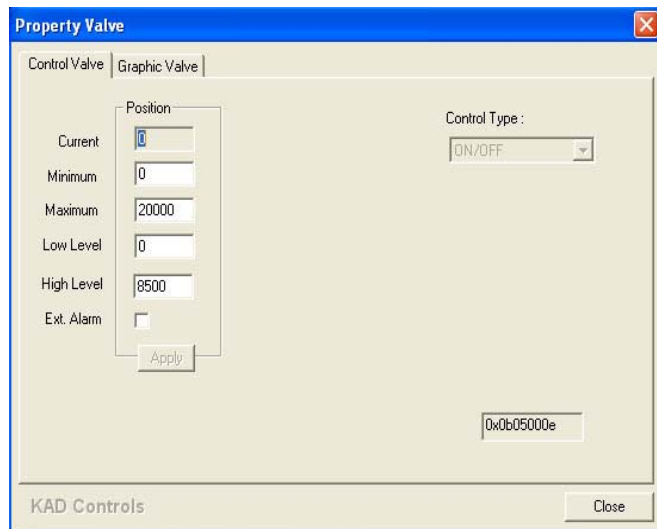 Property Valve
Control Valve Graphic Valve
Position
Control Type :
Current 0
ON/OFF
Minimum 0
Maximum 20000
Low Level 0
High Level 8500
Ext. Alarm
Apply
0x0b05000e
KAD Controls
Close